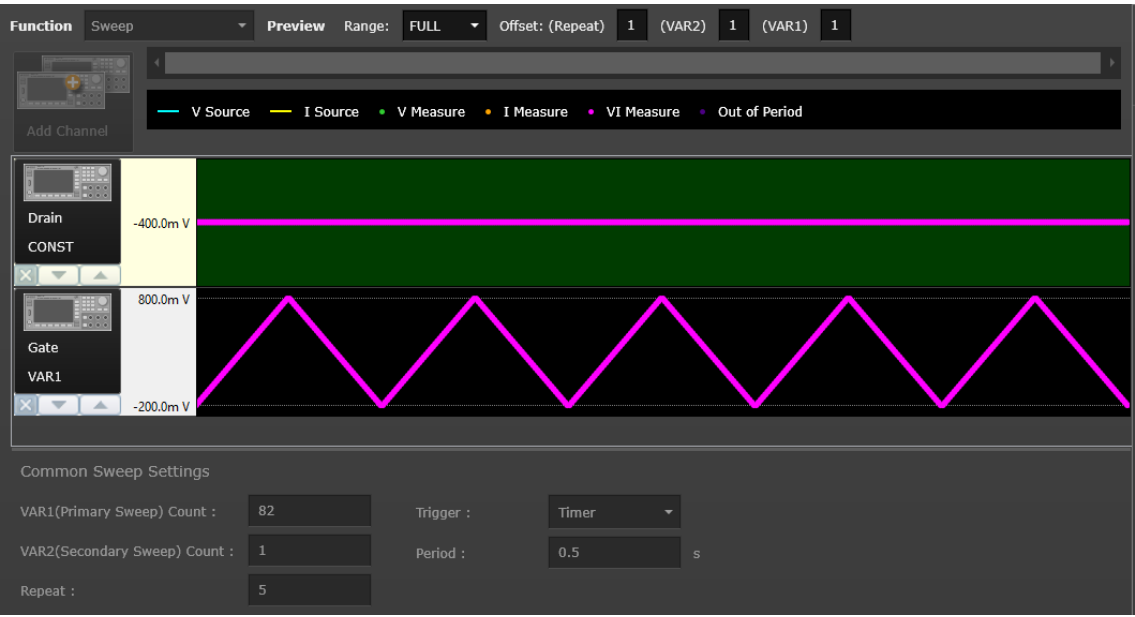 Function Sweep Preview Range: FULL Offset: (Repeat) 1 (VAR2) 1 (VAR1) 1
Add Channel
V Source I Source V Measure I Measure VI Measure Out of Period
Drain
CONST
-400.0m V
800.0m V
Gate
VAR1
-200.0m V
Common Sweep Settings
VAR1(Primary Sweep) Count : 82 Trigger : Timer
VAR2(Secondary Sweep) Count : 1 Period : 0.5 s
Repeat : 5